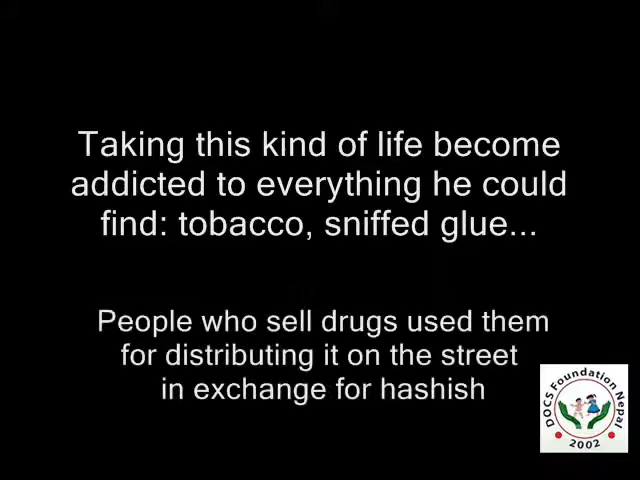 Taking this kind of life become
addicted to everything he could
find: tobacco, sniffed glue...
People who sell drugs used them
for distributing it on the street
in exchange for hashish
DOCS Foundation Nepal
2002